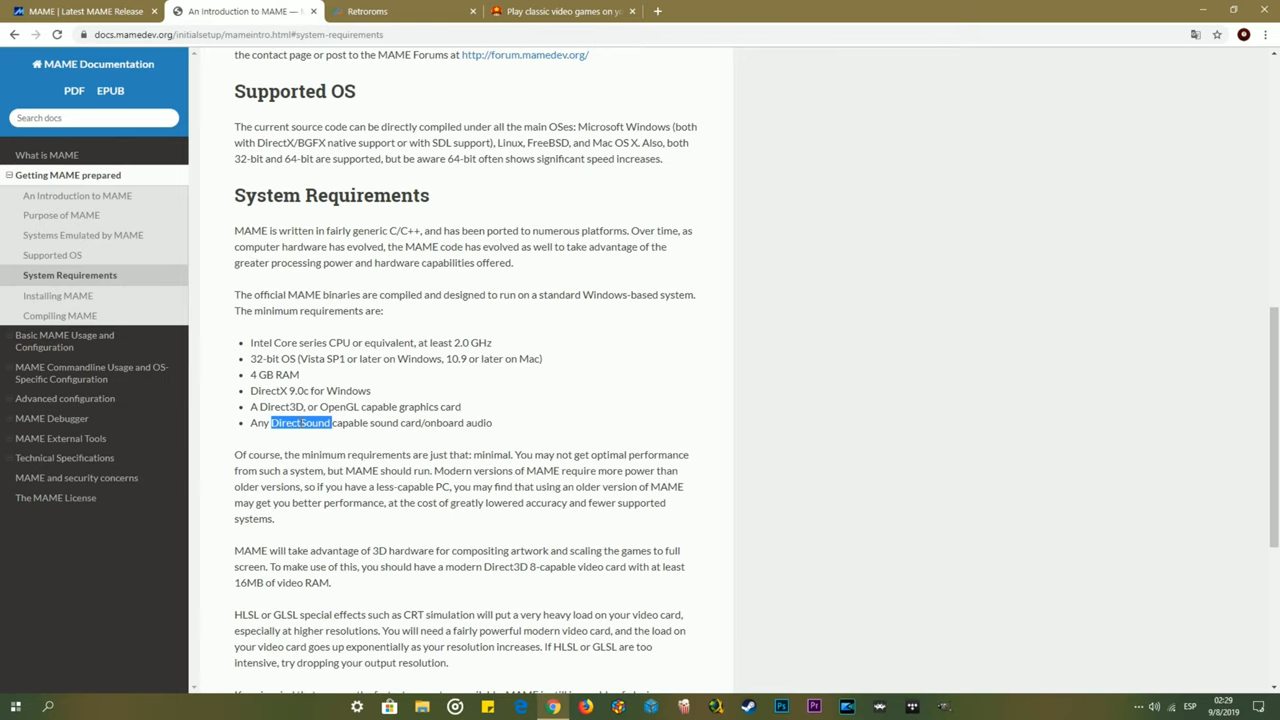 MAME | Latest MAME Release
An Introduction to MAME —
Retroroms
Play classic video games on you
docs.mamedev.org/initialsetup/mameintro.html#system-requirements
MAME Documentation
PDF EPUB
Search docs
What is MAME
Getting MAME prepared
An Introduction to MAME
Purpose of MAME
Systems Emulated by MAME
Supported OS
System Requirements
Installing MAME
Compiling MAME
Basic MAME Usage and
Configuration
MAME Commandline Usage and OS-
Specific Configuration
Advanced configuration
MAME Debugger
MAME External Tools
Technical Specifications
MAME and security concerns
The MAME License
the contact page or post to the MAME Forums at http://forum.mamedev.org/
Supported OS
The current source code can be directly compiled under all the main OSes: Microsoft Windows (both
with DirectX/BGFX native support or with SDL support), Linux, FreeBSD, and Mac OS X. Also, both
32-bit and 64-bit are supported, but be aware 64-bit often shows significant speed increases.
System Requirements
MAME is written in fairly generic C/C++, and has been ported to numerous platforms. Over time, as
computer hardware has evolved, the MAME code has evolved as well to take advantage of the
greater processing power and hardware capabilities offered.
The official MAME binaries are compiled and designed to run on a standard Windows-based system.
The minimum requirements are:
• Intel Core series CPU or equivalent, at least 2.0 GHz
• 32-bit OS (Vista SP1 or later on Windows, 10.9 or later on Mac)
• 4 GB RAM
• DirectX 9.0c for Windows
• A Direct3D, or OpenGL capable graphics card
• Any DirectSound capable sound card/onboard audio
Of course, the minimum requirements are just that: minimal. You may not get optimal performance
from such a system, but MAME should run. Modern versions of MAME require more power than
older versions, so if you have a less-capable PC, you may find that using an older version of MAME
may get you better performance, at the cost of greatly lowered accuracy and fewer supported
systems.
MAME will take advantage of 3D hardware for compositing artwork and scaling the games to full
screen. To make use of this, you should have a modern Direct3D 8-capable video card with at least
16MB of video RAM.
HLSL or GLSL special effects such as CRT simulation will put a very heavy load on your video card,
especially at higher resolutions. You will need a fairly powerful modern video card, and the load on
your video card goes up exponentially as your resolution increases. If HLSL or GLSL are too
intensive, try dropping your output resolution.
ESP
02:29
9/8/2019